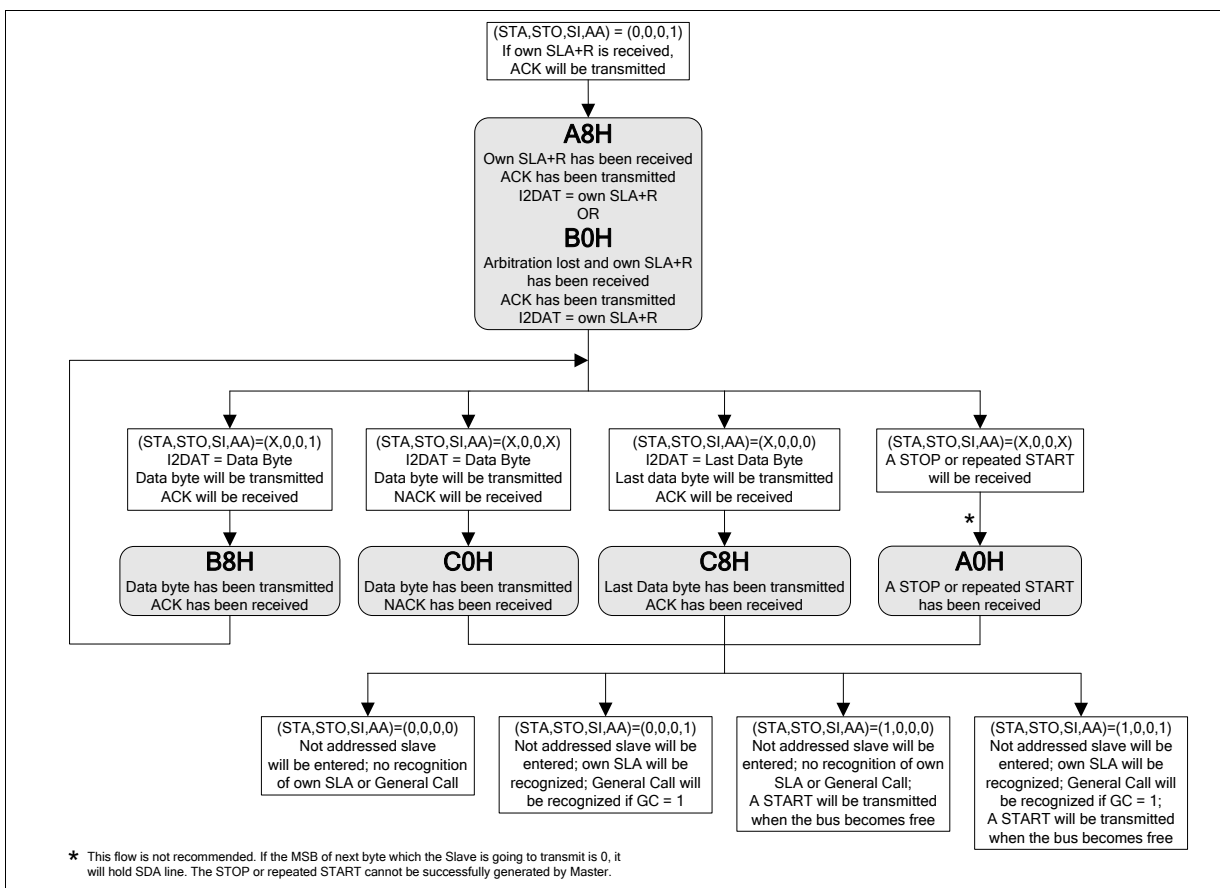 (STA,STO,SI,AA) = (0,0,0,1)
If own SLA+R is received,
ACK will be transmitted
A8H
Own SLA+R has been received
ACK has been transmitted
I2DAT = own SLA+R
OR
B0H
Arbitration lost and own SLA+R
has been received
ACK has been transmitted
I2DAT = own SLA+R
(STA,STO,SI,AA)=(X,0,0,1)
I2DAT = Data Byte
Data byte will be transmitted
ACK will be received
(STA,STO,SI,AA)=(X,0,0,X)
I2DAT = Data Byte
Data byte will be transmitted
NACK will be received
(STA,STO,SI,AA)=(X,0,0,0)
I2DAT = Last Data Byte
Last data byte will be transmitted
ACK will be received
(STA,STO,SI,AA)=(X,0,0,X)
A STOP or repeated START
will be received
*
B8H
Data byte has been transmitted
ACK has been received
C0H
Data byte has been transmitted
NACK has been received
C8H
Last Data byte has been transmitted
ACK has been received
A0H
A STOP or repeated START
has been received
(STA,STO,SI,AA)=(0,0,0,0)
Not addressed slave
will be entered; no recognition
of own SLA or General Call
(STA,STO,SI,AA)=(0,0,0,1)
Not addressed slave will be
entered; own SLA will be
recognized; General Call will
be recognized if GC = 1
(STA,STO,SI,AA)=(1,0,0,0)
Not addressed slave will be
entered; no recognition of own
SLA or General Call;
A START will be transmitted
when the bus becomes free
(STA,STO,SI,AA)=(1,0,0,1)
Not addressed slave will be
entered; own SLA will be
recognized; General Call will
be recognized if GC = 1;
A START will be transmitted
when the bus becomes free
* This flow is not recommended. If the MSB of next byte which the Slave is going to transmit is 0, it
will hold SDA line. The STOP or repeated START cannot be successfully generated by Master.